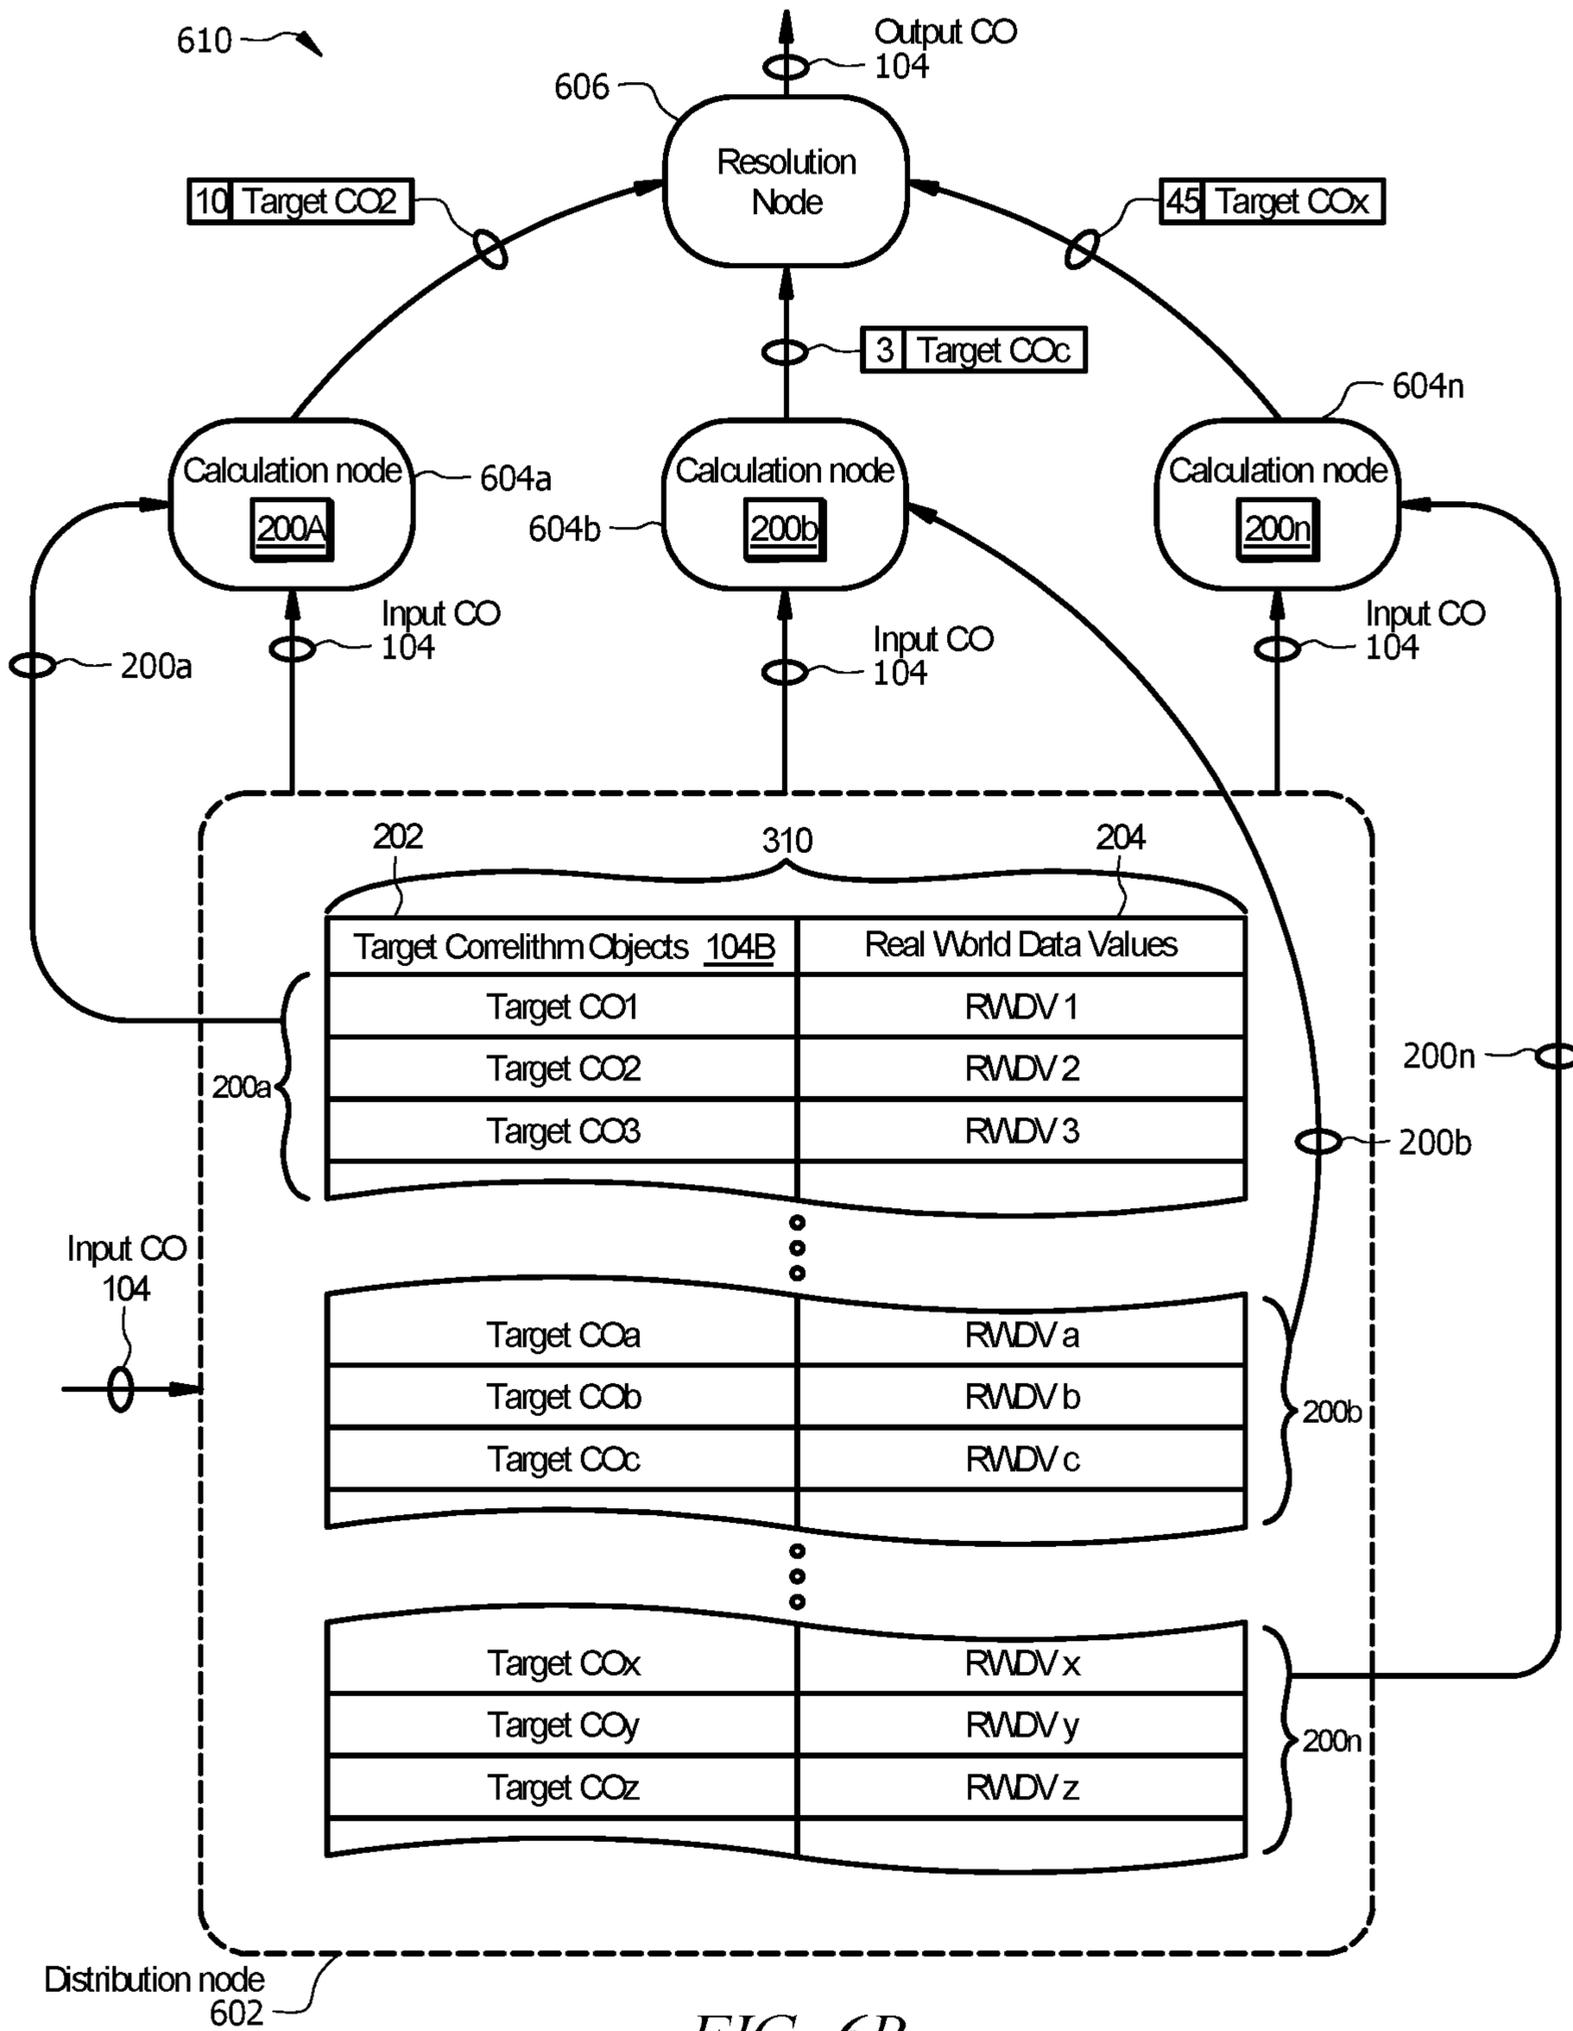 610
Output CO
104
606
Resolution
Node
10 Target CO2
45 Target COx
3 Target COc
604n
Calculation node
200A
604a
Calculation node
200b
604b
Calculation node
200n
Input CO
104
Input CO
104
Input CO
104
200a
202
310
204
Target Correlithm Objects 104B Real World Data Values
Target CO1 RWDV 1
Target CO2 RWDV 2
Target CO3 RWDV 3
200a
200n
200b
Input CO
104
Target COa RWDV a
Target COb RWDV b
Target COc RWDV c
200b
Target COx RWDV x
Target COy RWDV y
Target COz RWDV z
200n
Distribution node
602
FIG. 6B